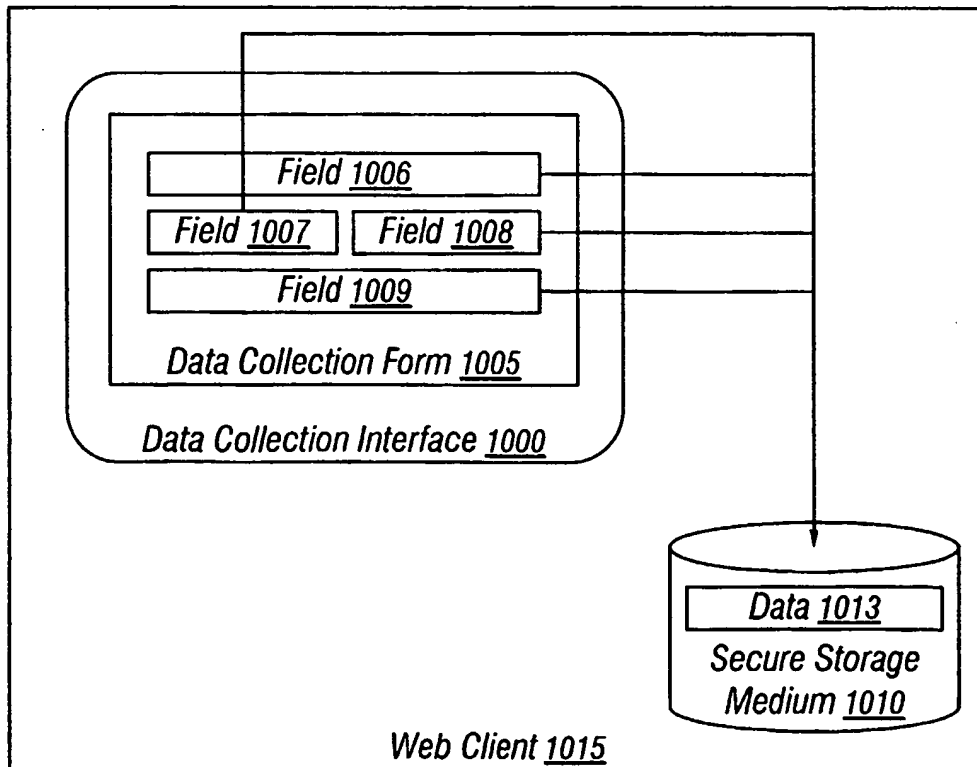 Field 1006
Field 1007 Field 1008
Field 1009
Data Collection Form 1005
Data Collection Interface 1000
Data 1013
Secure Storage
Medium 1010
Web Client 1015